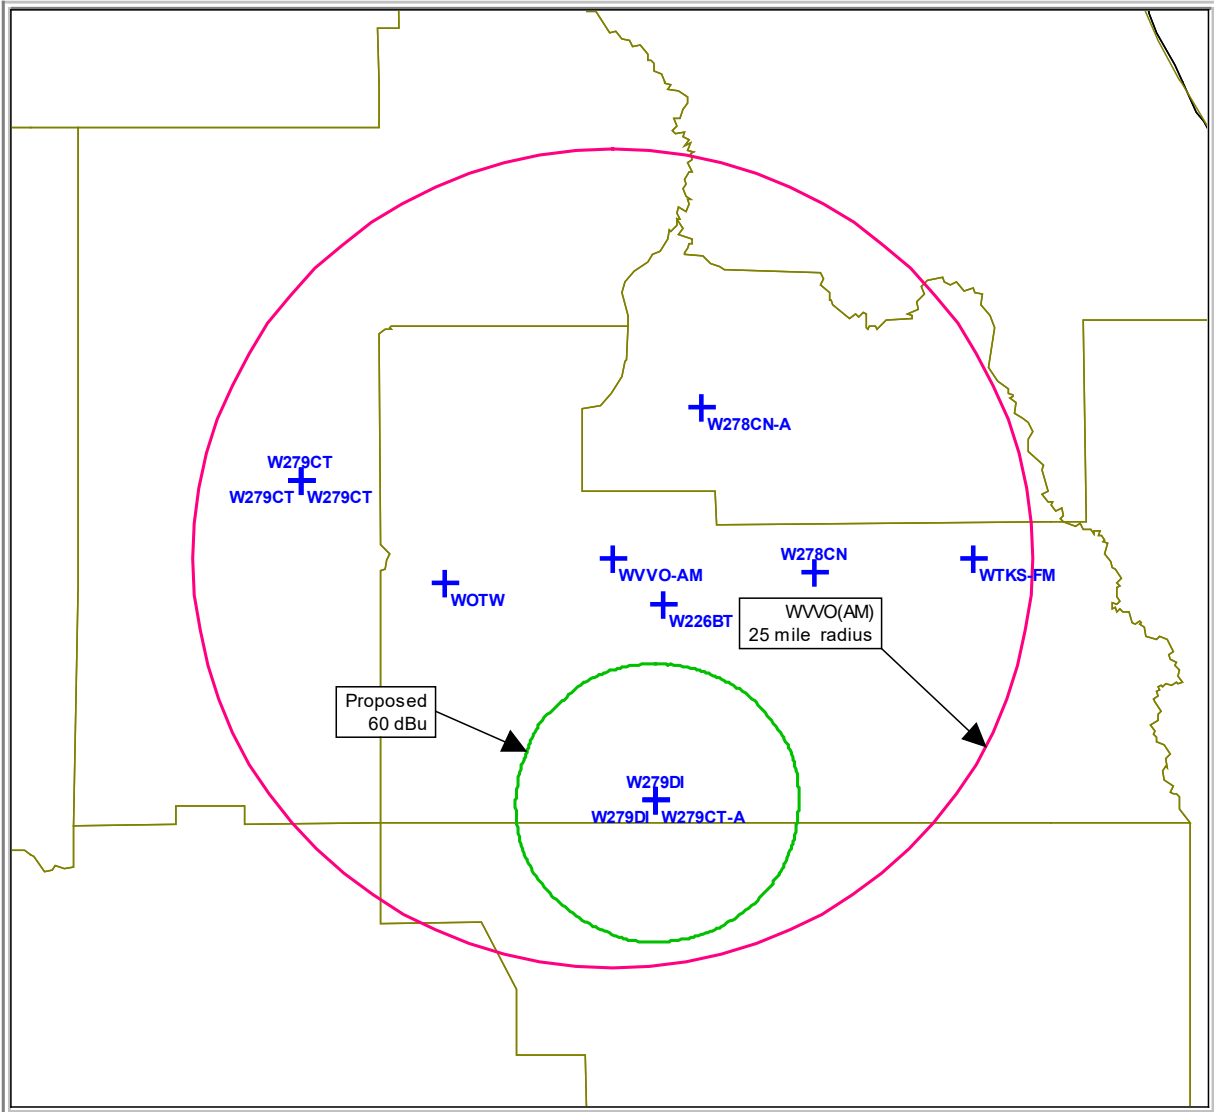 W278CN-A
W279CT
W279CT W279CT
W278CN
WVVO-AM
WTKS-FM
WOTW
W226BT
WVVO(AM)
25 mile radius
Proposed
60 dBu
W279DI
W279DI W279CT-A